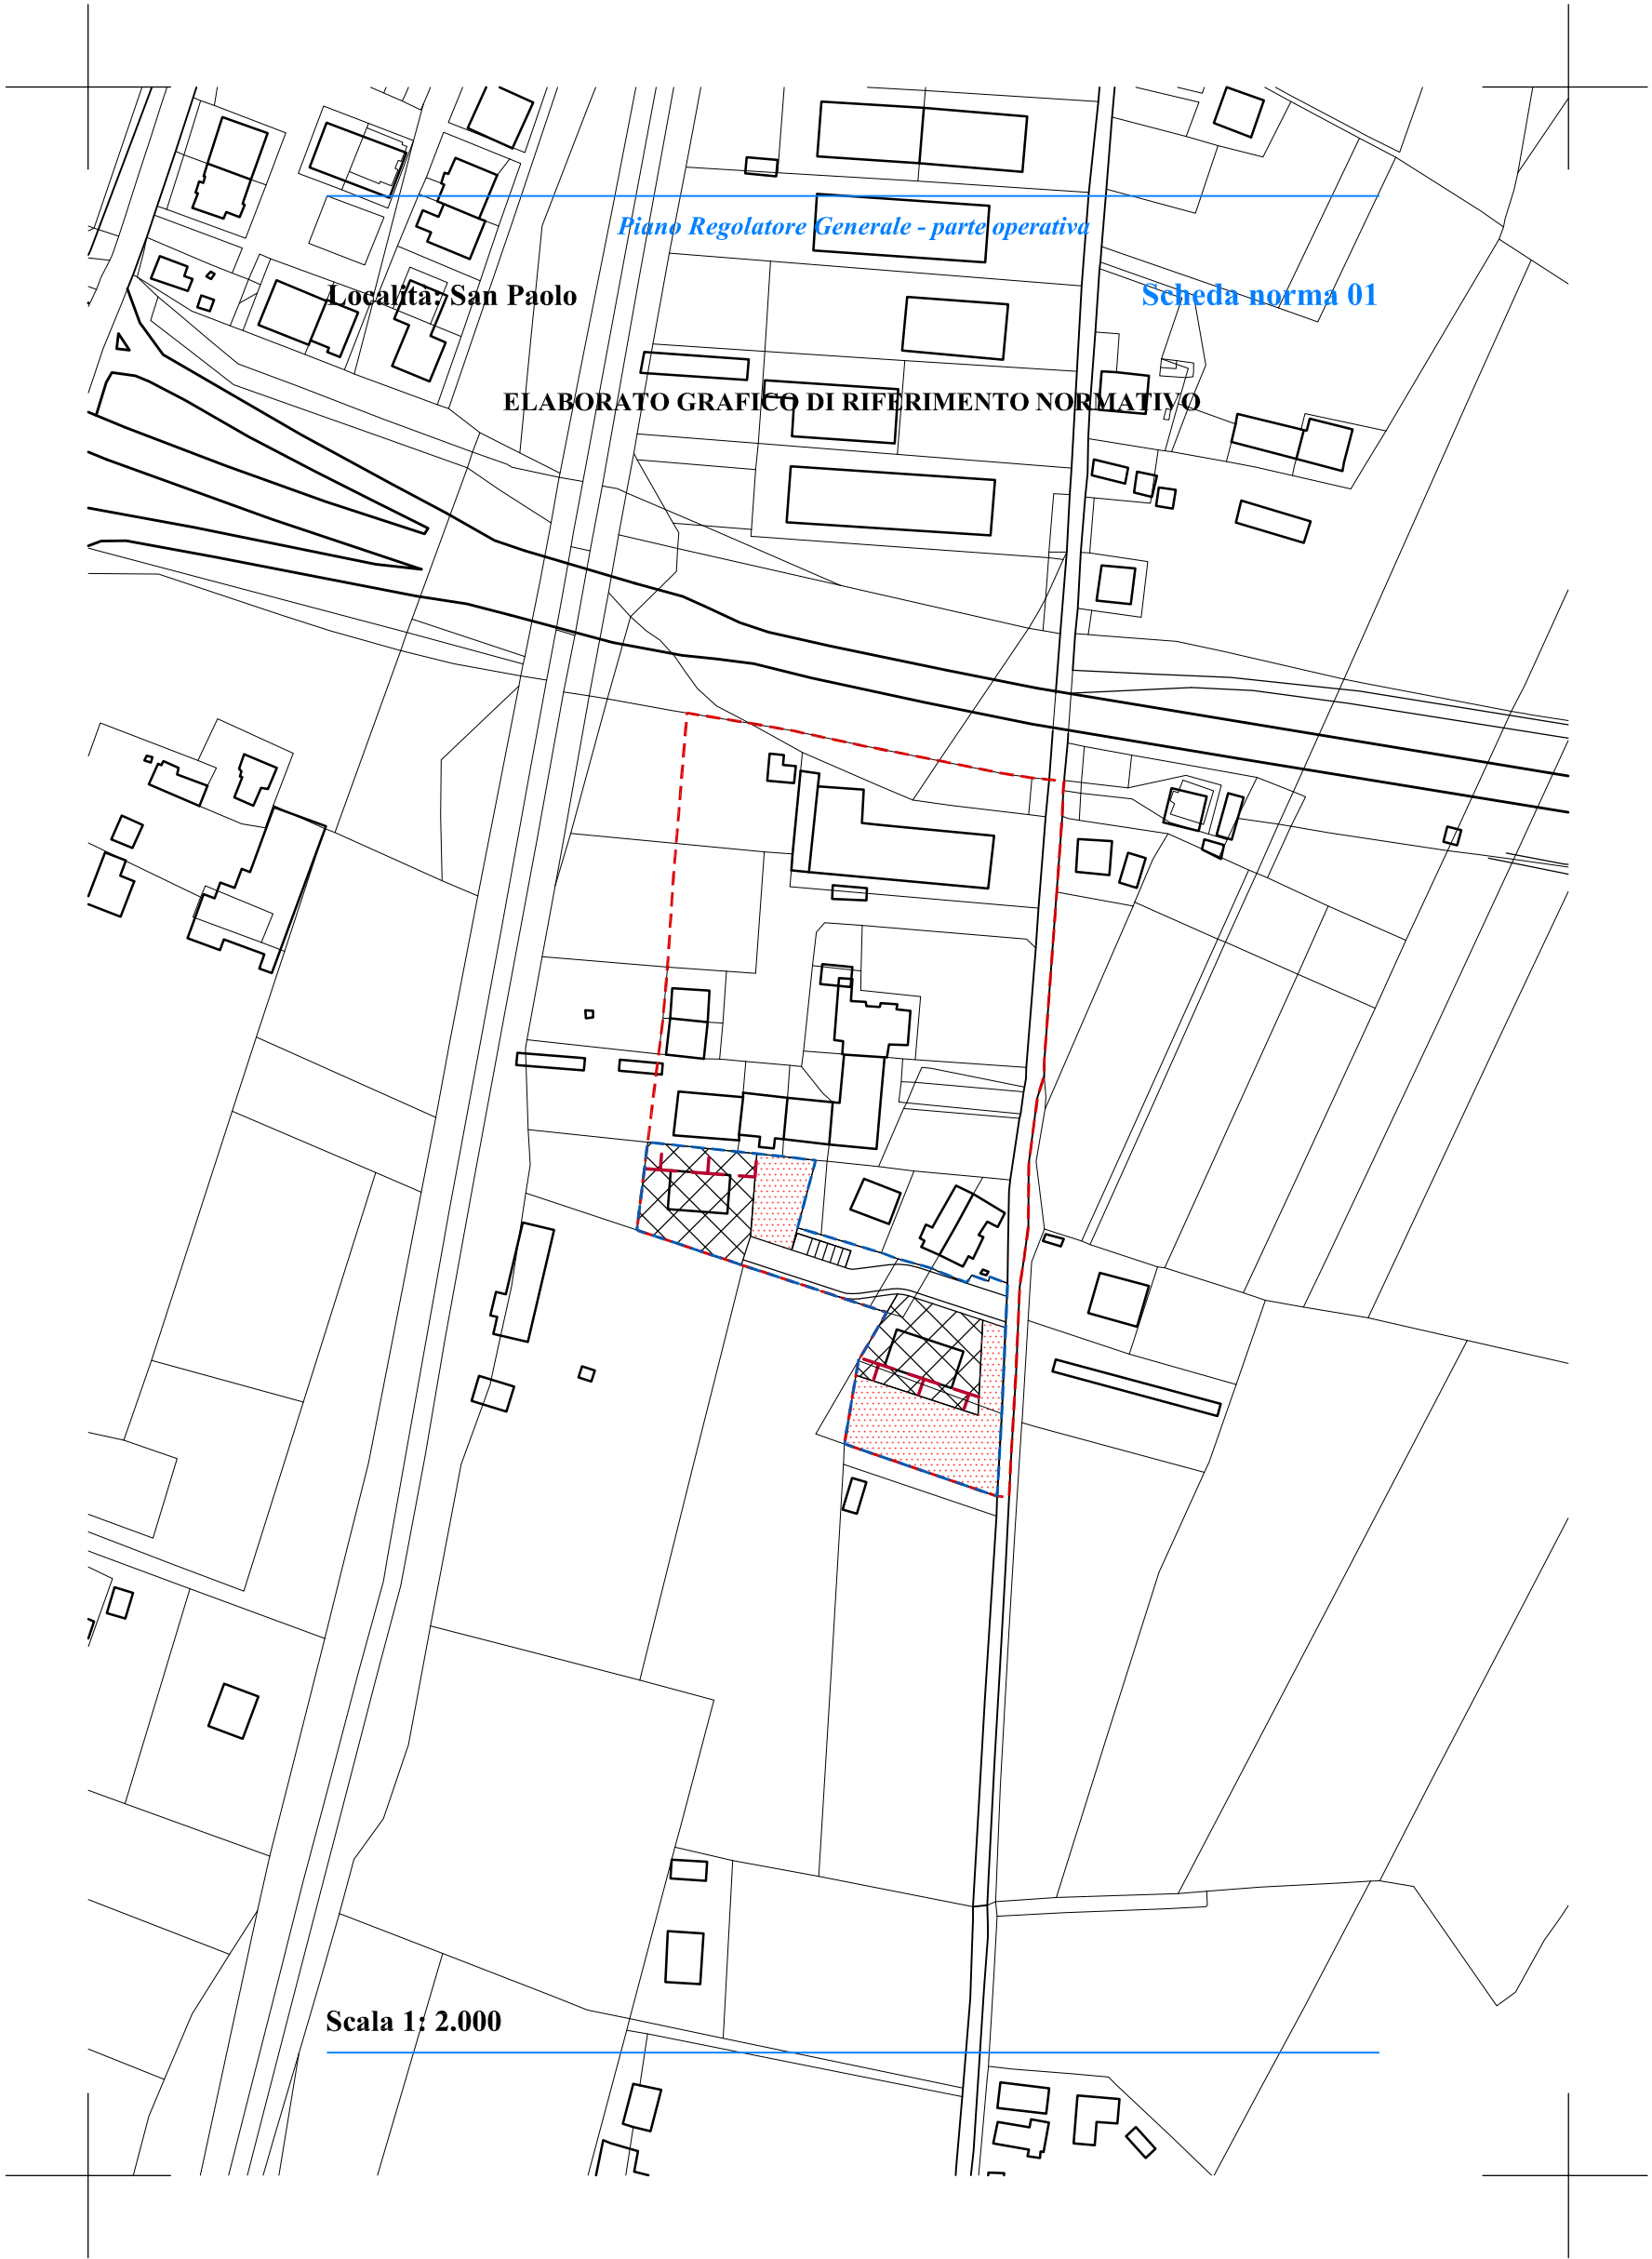 Piano Regolatore Generale - parte operativa
Località: San Paolo
Scheda norma 01
ELABORATO GRAFICO DI RIFERIMENTO NORMATIVO
Scala 1: 2.000